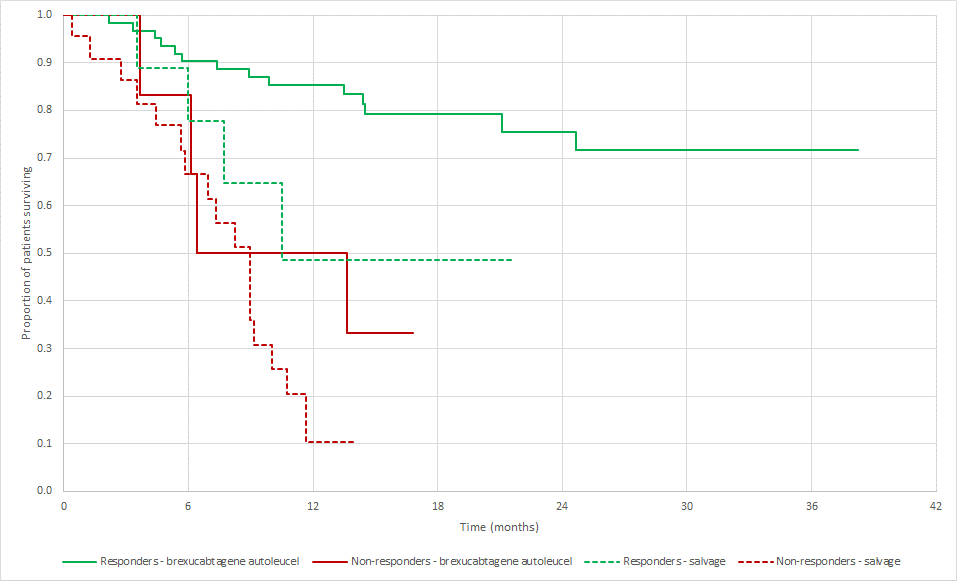 1.0
0.9
0.8
0.7
0.6
0.5
0.4
0.3
0.2
0.1
0.0
Proportion of patients surviving
0 6 12 18 24 30 36 42
Time (months)
Responders - brexucabtagene autoleucel Non-responders - brexucabtagene autoleucel Responders - salvage Non-responders - salvage